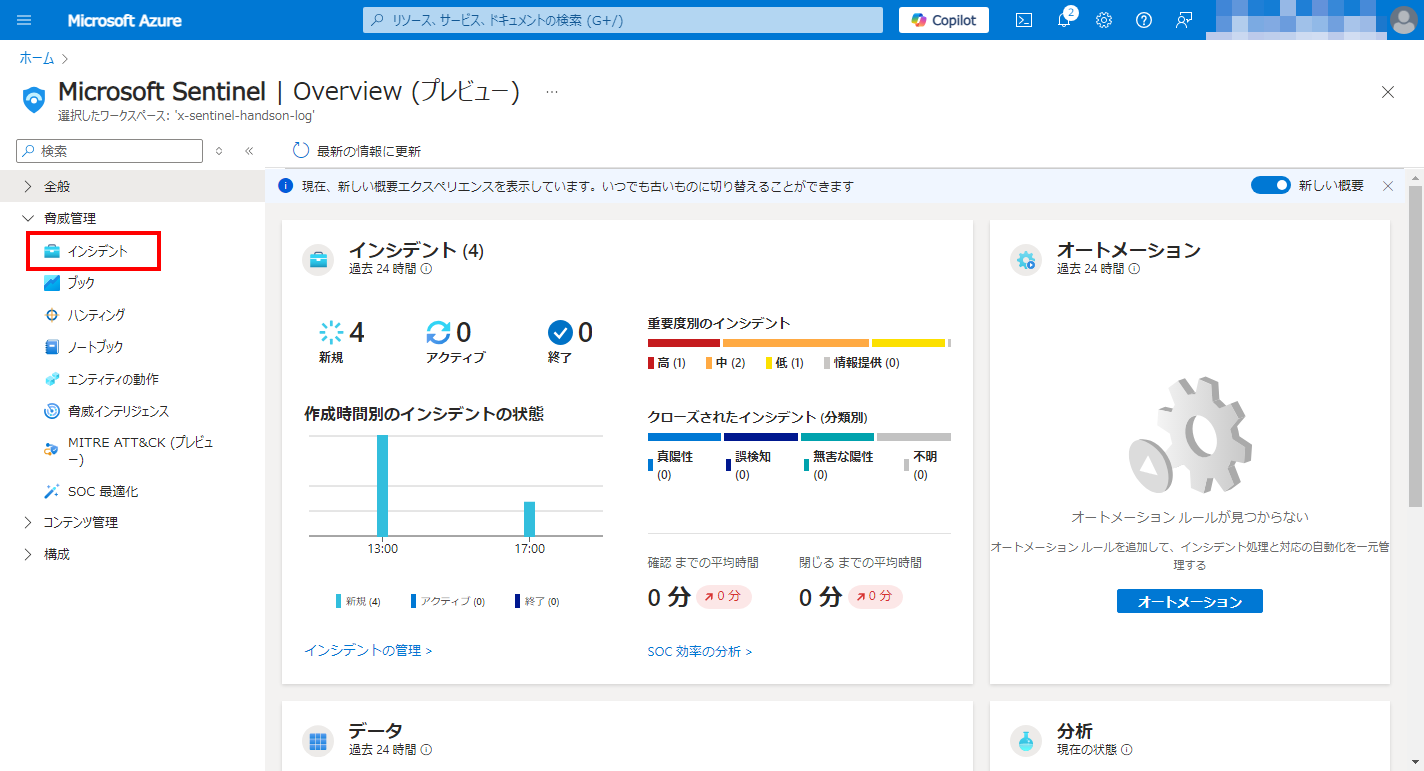 Microsoft Azure
リソース、サービス、ドキュメントの検索 (G+/)
Copilot
2
ホーム
Microsoft Sentinel | Overview (プレビュー)
選択したワークスペース: 'x-sentinel-handson-log'
検索
最新の情報に更新
全般
脅威管理
インシデント
ブック
ハンティング
ノートブック
エンティティの動作
脅威インテリジェンス
MITRE ATT&CK (プレビュ
ー)
SOC 最適化
コンテンツ管理
構成
現在、新しい概要エクスペリエンスを表示しています。いつでも古いものに切り替えることができます
新しい概要
インシデント (4)
過去 24 時間
4
新規
0
アクティブ
0
終了
作成時間別のインシデントの状態
13:00
17:00
新規 (4)
アクティブ (0)
終了 (0)
インシデントの管理 >
重要度別のインシデント
高 (1)
中 (2)
低 (1)
情報提供 (0)
クローズされたインシデント (分類別)
真陽性
(0)
誤検知
(0)
無害な陽性
(0)
不明
(0)
確認 までの平均時間
0 分
0 分
閉じる までの平均時間
0 分
0 分
SOC 効率の分析 >
オートメーション
過去 24 時間
オートメーション ルールが見つからない
オートメーション ルールを追加して、インシデント処理と対応の自動化を一元管
理する
オートメーション
データ
過去 24 時間
分析
現在の状態